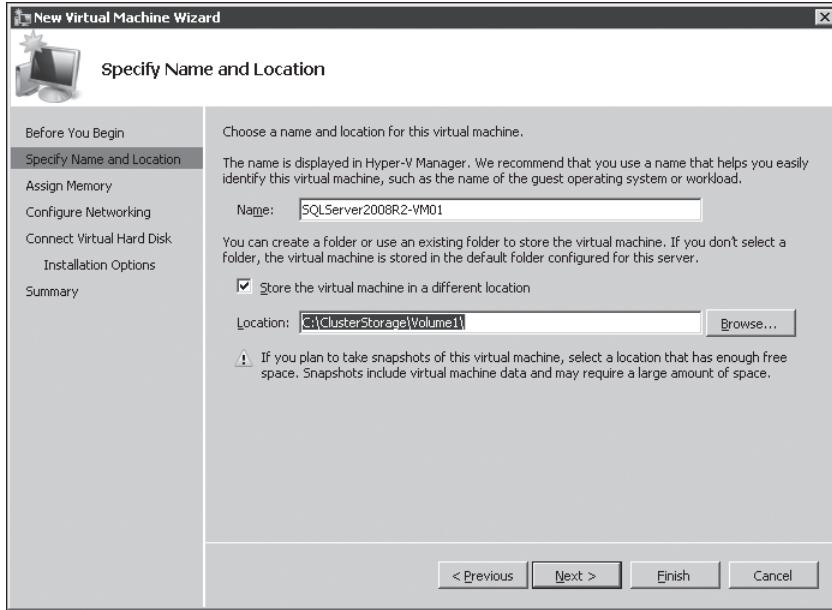 New Virtual Machine Wizard
Specify Name and Location
Before You Begin
Specify Name and Location
Assign Memory
Configure Networking
Connect Virtual Hard Disk
Installation Options
Summary
Choose a name and location for this virtual machine.
The name is displayed in Hyper-V Manager. We recommend that you use a name that helps you easily
identify this virtual machine, such as the name of the guest operating system or workload.
Name: SQLServer2008R2-VM01
You can create a folder or use an existing folder to store the virtual machine. If you don't select a
folder, the virtual machine is stored in the default folder configured for this server.
Store the virtual machine in a different location
Location: C:\ClusterStorage\Volume1\ Browse...
If you plan to take snapshots of this virtual machine, select a location that has enough free
space. Snapshots include virtual machine data and may require a large amount of space.
< Previous Next > Finish Cancel